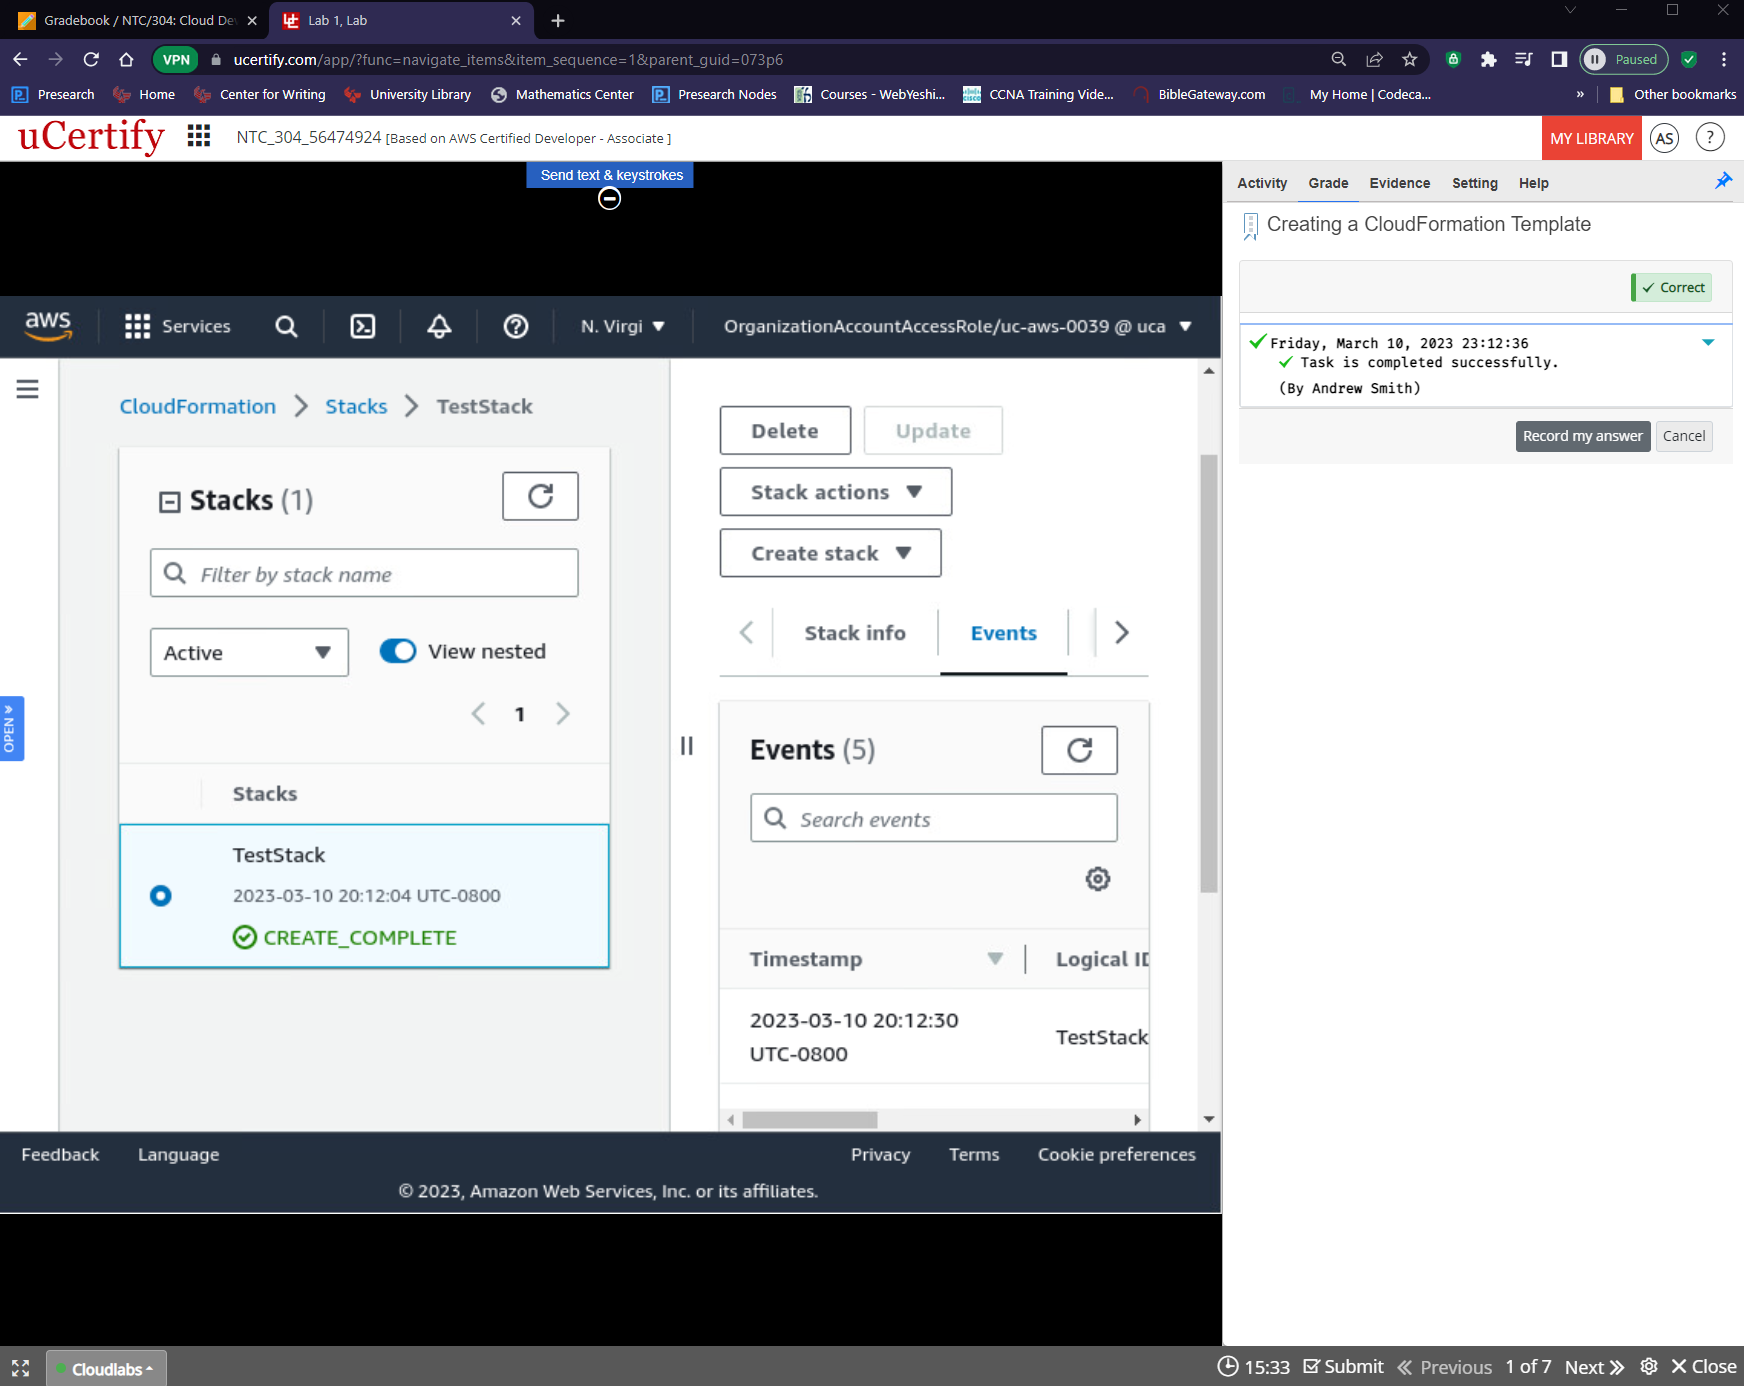 Gradebook / NTC/304: Cloud De
Lab 1, Lab
VPN
ucertify.com/app/?func=navigate_items&item_sequence=1&parent_guid=073p6
Paused
Presearch
Home
Center for Writing
University Library
Mathematics Center
Presearch Nodes
Courses - WebYeshi...
CCNA Training Vide...
BibleGateway.com
My Home | Codeca...
»
Other bookmarks
uCertify
NTC_304_56474924 [Based on AWS Certified Developer - Associate ]
MY LIBRARY
AS
?
Send text & keystrokes
Activity
Grade
Evidence
Setting
Help
Creating a CloudFormation Template
Correct
Friday, March 10, 2023 23:12:36
Task is completed successfully.
(By Andrew Smith)
Record my answer
Cancel
aws
Services
N. Virgi
OrganizationAccountAccessRole/uc-aws-0039 @ uca
CloudFormation
Stacks
TestStack
Stacks (1)
Filter by stack name
Active
View nested
1
Stacks
TestStack
2023-03-10 20:12:04 UTC-0800
CREATE_COMPLETE
OPEN »
Delete
Update
Stack actions
Create stack
Stack info
Events
Events (5)
Search events
Timestamp
Logical ID
2023-03-10 20:12:30
UTC-0800
TestStack
Feedback
Language
Privacy
Terms
Cookie preferences
© 2023, Amazon Web Services, Inc. or its affiliates.
Cloudlabs
15:33
Submit
Previous
1 of 7
Next
Close